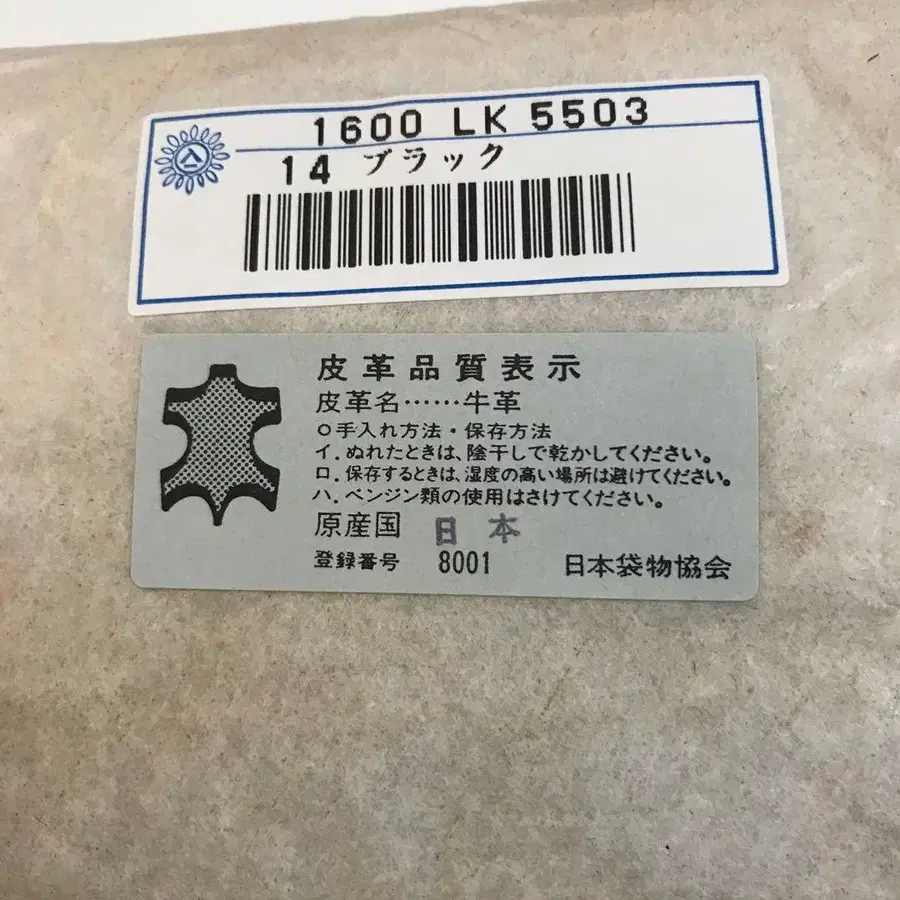 1600 LK 5503
14 ブラック
皮革品質表示
皮革名……牛革
○手入れ方法・保存方法
イ.ぬれたときは、陰干しで乾かしてください。
ロ.保存するときは、湿度の高い場所は避けてください。
ハ.ベンジン類の使用はさけてください。
原産国 日本
登録番号 8001 日本袋物協会